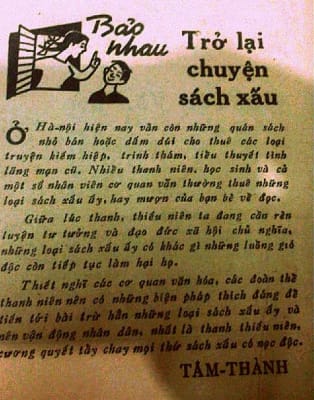 Bảo nhau
Trở lại
chuyện
sách xấu
Ở Hà-nội hiện nay vẫn còn những quán sách
nhỏ bán hoặc dấm dúi cho thuê các loại
truyện kiếm hiệp, trinh thám, tiểu thuyết tình
lãng mạn cũ. Nhiều thanh niên, học sinh và cả
một số nhân viên cơ quan vẫn thường thuê những
loại sách xấu ấy, hay mượn của bạn bè về đọc.
Giữa lúc thanh, thiếu niên ta đang cần rèn
luyện tư tưởng và đạo đức xã hội chủ nghĩa,
những loại sách xấu ấy có khác gì những luồng gió
độc còn tiếp tục làm hại họ.
Thiết nghĩ các cơ quan văn hóa, các đoàn thể
thanh niên nên có những biện pháp thích đáng để
tiến tới bài trừ hẳn những loại sách xấu ấy và
nên vận động nhân dân, nhất là thanh thiếu niên,
cương quyết tẩy chay mọi thứ sách xấu có nọc độc.
TÂM-THÀNH